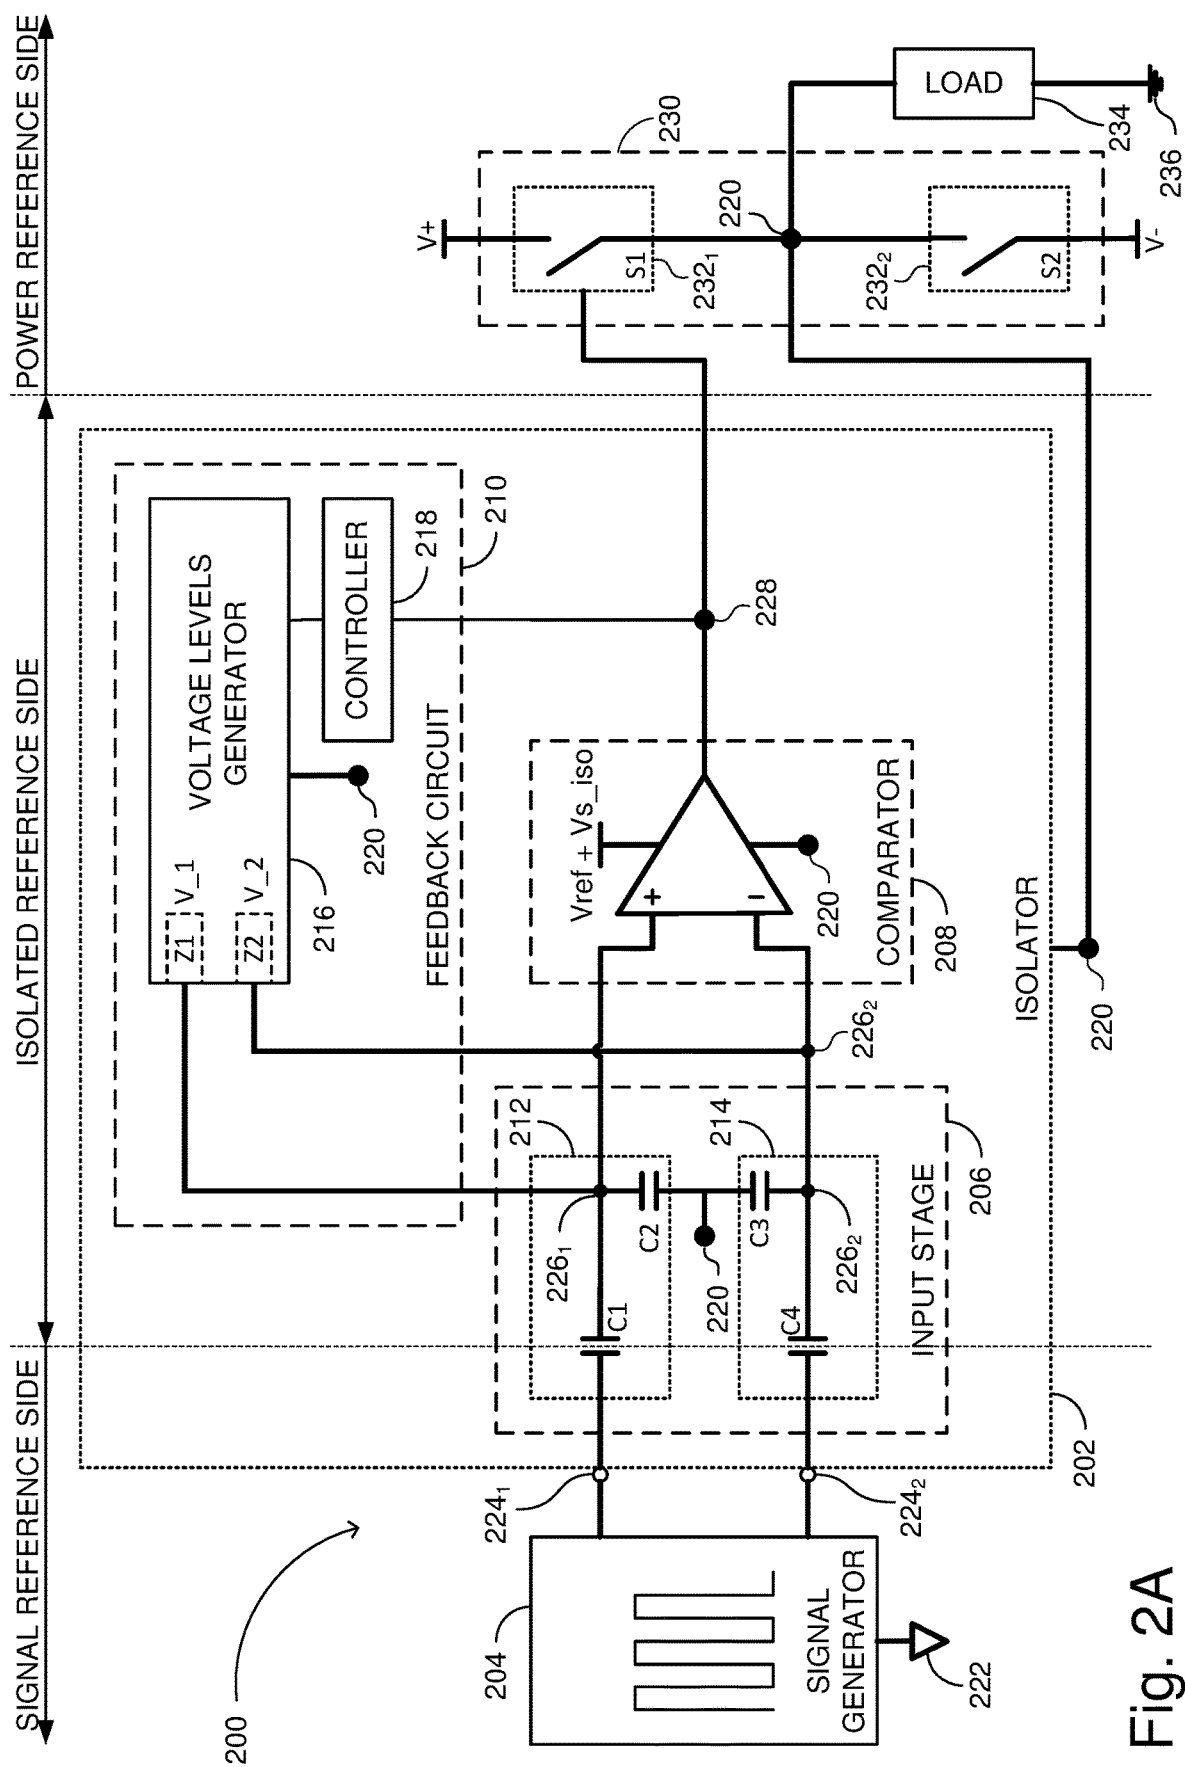 SIGNAL REFERENCE SIDE
ISOLATED REFERENCE SIDE
POWER REFERENCE SIDE
200
VOLTAGE LEVELS
GENERATOR
Z1
V_1
Z2
V_2
216
220
CONTROLLER
218
210
FEEDBACK CIRCUIT
204
SIGNAL
GENERATOR
222
224₁
224₂
212
226₁
C1
C2
220
C3
214
C4
226₂
INPUT STAGE
206
226₂
Vref + Vs_iso
+
-
220
COMPARATOR
208
228
ISOLATOR
202
220
V+
S1
232₁
230
220
232₂
S2
V-
LOAD
234
236
Fig. 2A